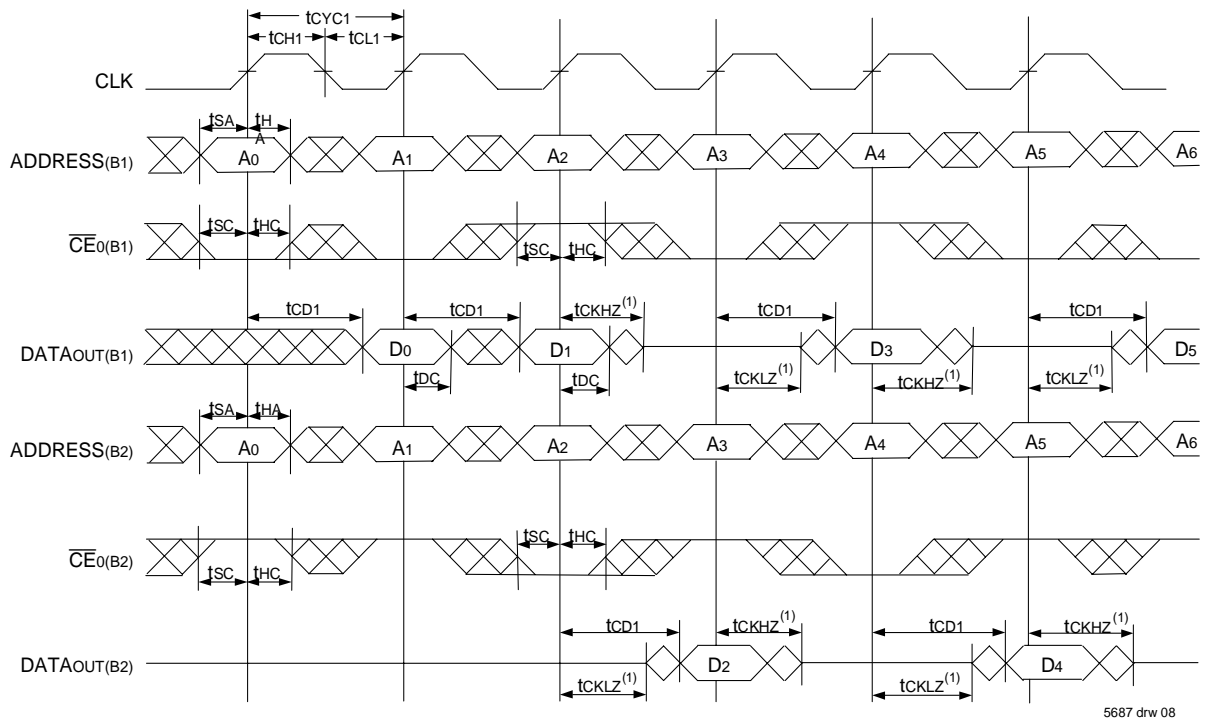 tCYC1
tCH1 tCL1
CLK
tSA tHA
ADDRESS(B1) A0 A1 A2 A3 A4 A5 A6
tSC tHC
CE0(B1) tSC tHC
tCD1 tCD1 tCKHZ(1) tCD1 tCD1
DATAOUT(B1) D0 D1 D3 D5
tDC tDC tCKLZ(1) tCKHZ(1) tCKLZ(1)
tSA tHA
ADDRESS(B2) A0 A1 A2 A3 A4 A5 A6
tSC tHC
CE0(B2)
tSC tHC
tCD1 tCKHZ(1) tCD1 tCKHZ(1)
DATAOUT(B2) D2 D4
tCKLZ(1) tCKLZ(1)
5687 drw 08